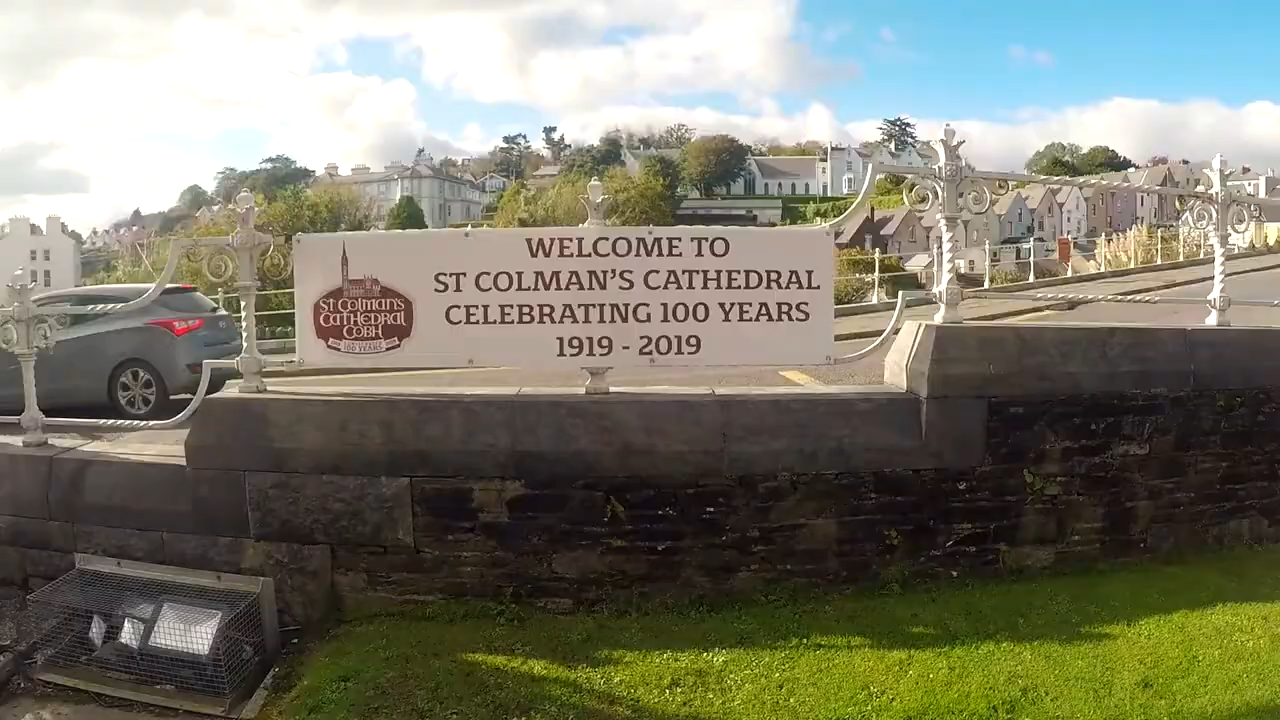 WELCOME TO
ST COLMAN'S CATHEDRAL
CELEBRATING 100 YEARS
1919 - 2019
St Colman's
Cathedral
Cobh
100 YEARS